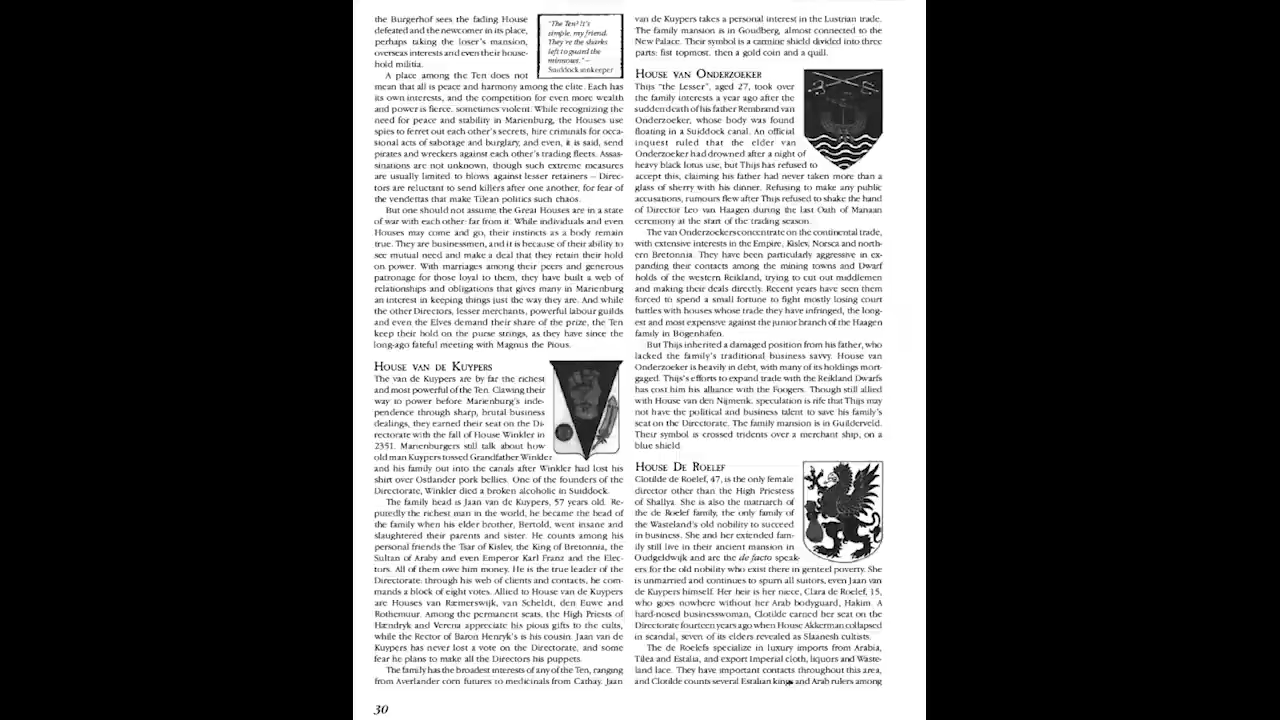 the Burgerhof sees the fading House
defeated and the newcomer in its place,
perhaps taking the loser's mansion,
overseas interests and even their house-
hold militia.
"The Ten? It's
simple, my friend.
They're the sharks
left to guard the
minnows." –
Suiddock innkeeper
A place among the Ten does not
mean that all is peace and harmony among the elite. Each has
its own interests, and the competition for even more wealth
and power is fierce, sometimes violent. While recognizing the
need for peace and stability in Marienburg, the Houses use
spies to ferret out each other's secrets, hire criminals for occa-
sional acts of sabotage and burglary, and even, it is said, send
pirates and wreckers against each other's trading fleets. Assas-
sinations are not unknown, though such extreme measures
are usually limited to blows against lesser retainers – Direc-
tors are reluctant to send killers after one another, for fear of
the vendettas that make Tilean politics such chaos.
But one should not assume the Great Houses are in a state
of war with each other- far from it. While individuals and even
Houses may come and go, their instincts as a body remain
true. They are businessmen, and it is because of their ability to
see mutual need and make a deal that they retain their hold
on power. With marriages among their peers and generous
patronage for those loyal to them, they have built a web of
relationships and obligations that gives many in Marienburg
an interest in keeping things just the way they are. And while
the other Directors, lesser merchants, powerful labour guilds
and even the Elves demand their share of the prize, the Ten
keep their hold on the purse strings, as they have since the
long-ago fateful meeting with Magnus the Pious.
HOUSE VAN DE KUYPERS
The van de Kuypers are by far the richest
and most powerful of the Ten. Clawing their
way to power before Marienburg's inde-
pendence through sharp, brutal business
dealings, they earned their seat on the Di-
rectorate with the fall of House Winkler in
2351. Marienburgers still talk about how
old man Kuypers tossed Grandfather Winkler
and his family out into the canals after Winkler had lost his
shirt over Ostlander pork bellies. One of the founders of the
Directorate, Winkler died a broken alcoholic in Suiddock.
The family head is Jaan van de Kuypers, 57 years old. Re-
putedly the richest man in the world, he became the head of
the family when his elder brother, Bertold, went insane and
slaughtered their parents and sister. He counts among his
personal friends the Tsar of Kislev, the King of Bretonnia, the
Sultan of Araby and even Emperor Karl Franz and the Elec-
tors. All of them owe him money. He is the true leader of the
Directorate: through his web of clients and contacts, he com-
mands a block of eight votes. Allied to House van de Kuypers
are Houses van Ræmerswijk, van Scheldt, den Euwe and
Rothemuur. Among the permanent seats, the High Priests of
Hændryk and Verena appreciate his pious gifts to the cults,
while the Rector of Baron Henryk's is his cousin. Jaan van de
Kuypers has never lost a vote on the Directorate, and some
fear he plans to make all the Directors his puppets.
The family has the broadest interests of any of the Ten, ranging
from Averlander corn futures to medicinals from Cathay. Jaan
30
van de Kuypers takes a personal interest in the Lustrian trade.
The family mansion is in Goudberg, almost connected to the
New Palace. Their symbol is a carmine shield divided into three
parts: fist topmost, then a gold coin and a quill.
HOUSE VAN ONDERZOEKER
Thijs "the Lesser", aged 27, took over
the family interests a year ago after the
sudden death of his father Rembrand van
Onderzoeker, whose body was found
floating in a Suiddock canal. An official
inquest ruled that the elder van
Onderzoeker had drowned after a night of
heavy black lotus use, but Thijs has refused to
accept this, claiming his father had never taken more than a
glass of sherry with his dinner. Refusing to make any public
accusations, rumours flew after Thijs refused to shake the hand
of Director Leo van Haagen during the last Oath of Manaan
ceremony at the start of the trading season.
The van Onderzoekers concentrate on the continental trade,
with extensive interests in the Empire, Kislev, Norsca and north-
ern Bretonnia. They have been particularly aggressive in ex-
panding their contacts among the mining towns and Dwarf
holds of the western Reikland, trying to cut out middlemen
and making their deals directly. Recent years have seen them
forced to spend a small fortune to fight mostly losing court
battles with houses whose trade they have infringed, the long-
est and most expensive against the junior branch of the Haagen
family in Bögenhafen.
But Thijs inherited a damaged position from his father, who
lacked the family's traditional business savvy. House van
Onderzoeker is heavily in debt, with many of its holdings mort-
gaged. Thijs's efforts to expand trade with the Reikland Dwarfs
has cost him his alliance with the Foogers. Though still allied
with House van den Nijmenk, speculation is rife that Thijs may
not have the political and business talent to save his family's
seat on the Directorate. The family mansion is in Guilderveld.
Their symbol is crossed tridents over a merchant ship, on a
blue shield.
HOUSE DE ROELEF
Clotilde de Roelef, 47, is the only female
director other than the High Priestess
of Shallya. She is also the matriarch of
the de Roelef family, the only family of
the Wasteland's old nobility to succeed
in business. She and her extended fam-
ily still live in their ancient mansion in
Oudgeldwijk and are the de facto speak-
ers for the old nobility who exist there in genteel poverty. She
is unmarried and continues to spurn all suitors, even Jaan van
de Kuypers himself. Her heir is her niece, Clara de Roelef, 15,
who goes nowhere without her Arab bodyguard, Hakim. A
hard-nosed businesswoman, Clotilde earned her seat on the
Directorate fourteen years ago when House Akkerman collapsed
in scandal, seven of its elders revealed as Slaanesh cultists.
The de Roelefs specialize in luxury imports from Arabia,
Tilea and Estalia, and export Imperial cloth, liquors and Waste-
land lace. They have important contacts throughout this area,
and Clotilde counts several Estalian kings and Arab rulers among